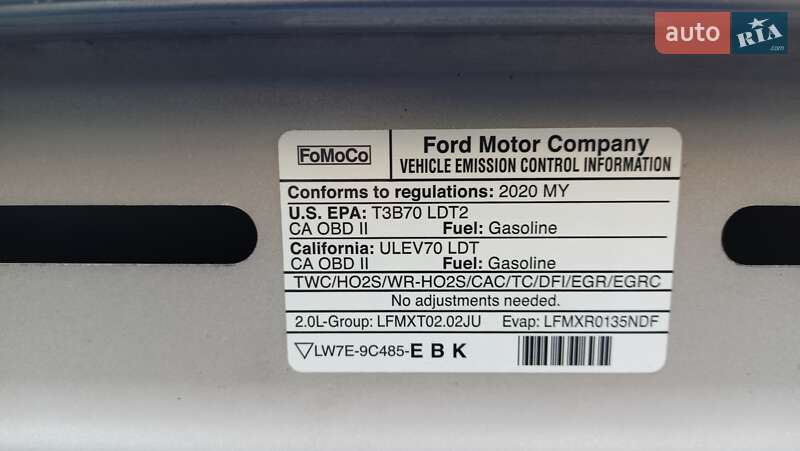 auto RIA.com
FoMoCo
Ford Motor Company
VEHICLE EMISSION CONTROL INFORMATION
Conforms to regulations: 2020 MY
U.S. EPA: T3B70 LDT2
CA OBD II Fuel: Gasoline
California: ULEV70 LDT
CA OBD II Fuel: Gasoline
TWC/HO2S/WR-HO2S/CAC/TC/DFI/EGR/EGRC
No adjustments needed.
2.0L-Group: LFMXT02.02JU Evap: LFMXR0135NDF
LW7E-9C485-E B K